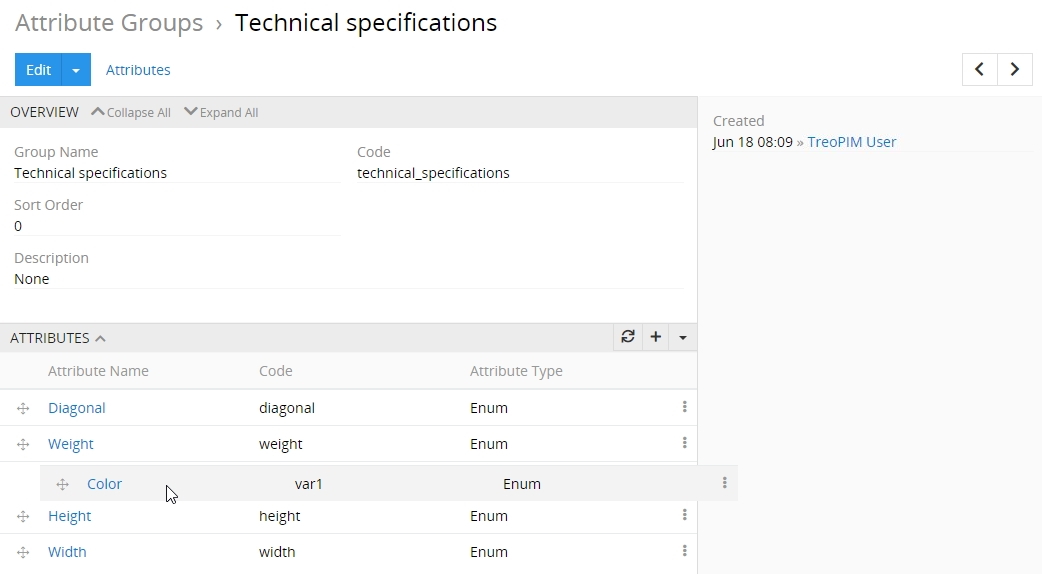 Attribute Groups › Technical specifications
Edit Attributes
OVERVIEW Collapse All Expand All
Created
Jun 18 08:09 » TreoPIM User
Group Name Code
Technical specifications technical_specifications
Sort Order
0
Description
None
ATTRIBUTES
Attribute Name Code Attribute Type
Diagonal diagonal Enum
Weight weight Enum
Color var1 Enum
Height height Enum
Width width Enum